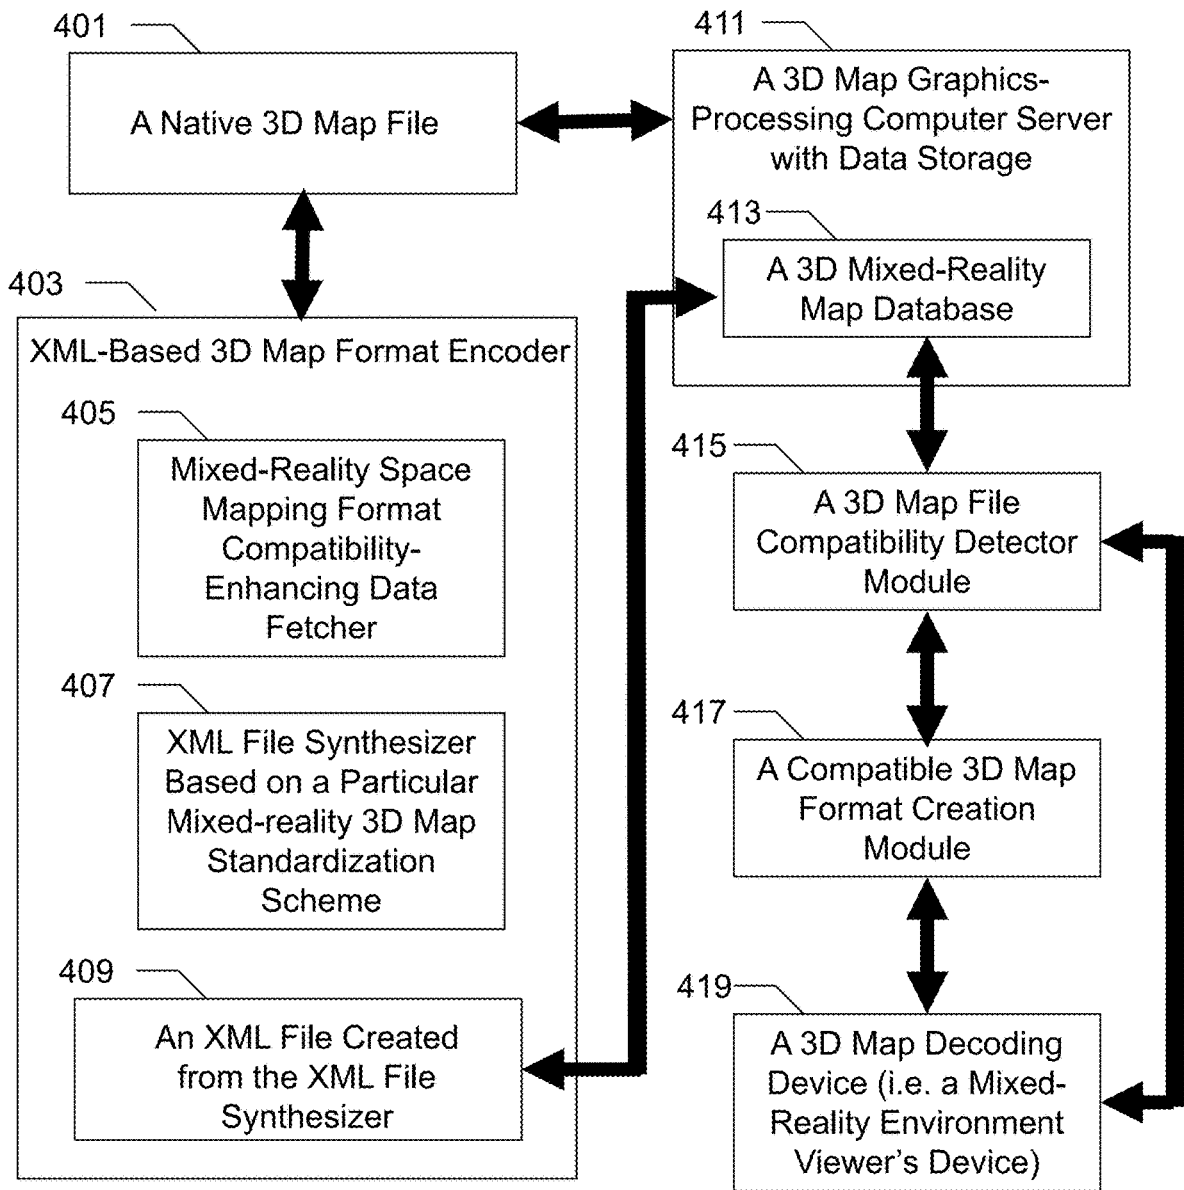 401
A Native 3D Map File
403
XML-Based 3D Map Format Encoder
405
Mixed-Reality Space
Mapping Format
Compatibility-
Enhancing Data
Fetcher
407
XML File Synthesizer
Based on a Particular
Mixed-reality 3D Map
Standardization
Scheme
409
An XML File Created
from the XML File
Synthesizer
411
A 3D Map Graphics-
Processing Computer Server
with Data Storage
413
A 3D Mixed-Reality
Map Database
415
A 3D Map File
Compatibility Detector
Module
417
A Compatible 3D Map
Format Creation
Module
419
A 3D Map Decoding
Device (i.e. a Mixed-
Reality Environment
Viewer's Device)